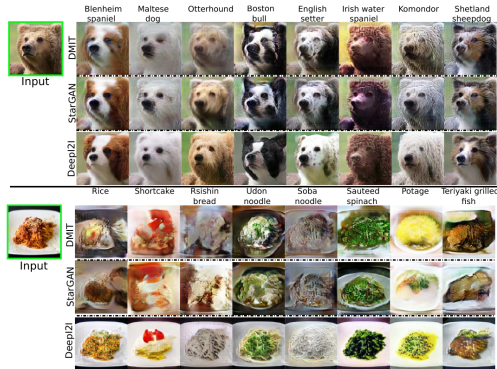 Blenheim spaniel
Maltese dog
Otterhound
Boston bull
English setter
Irish water spaniel
Komondor
Shetland sheepdog
Input
DMIT
StarGAN
DeepI2I
Rice
Shortcake
Rsishin bread
Udon noodle
Soba noodle
Sauteed spinach
Potage
Teriyaki grilled fish
Input
DMIT
StarGAN
DeepI2I